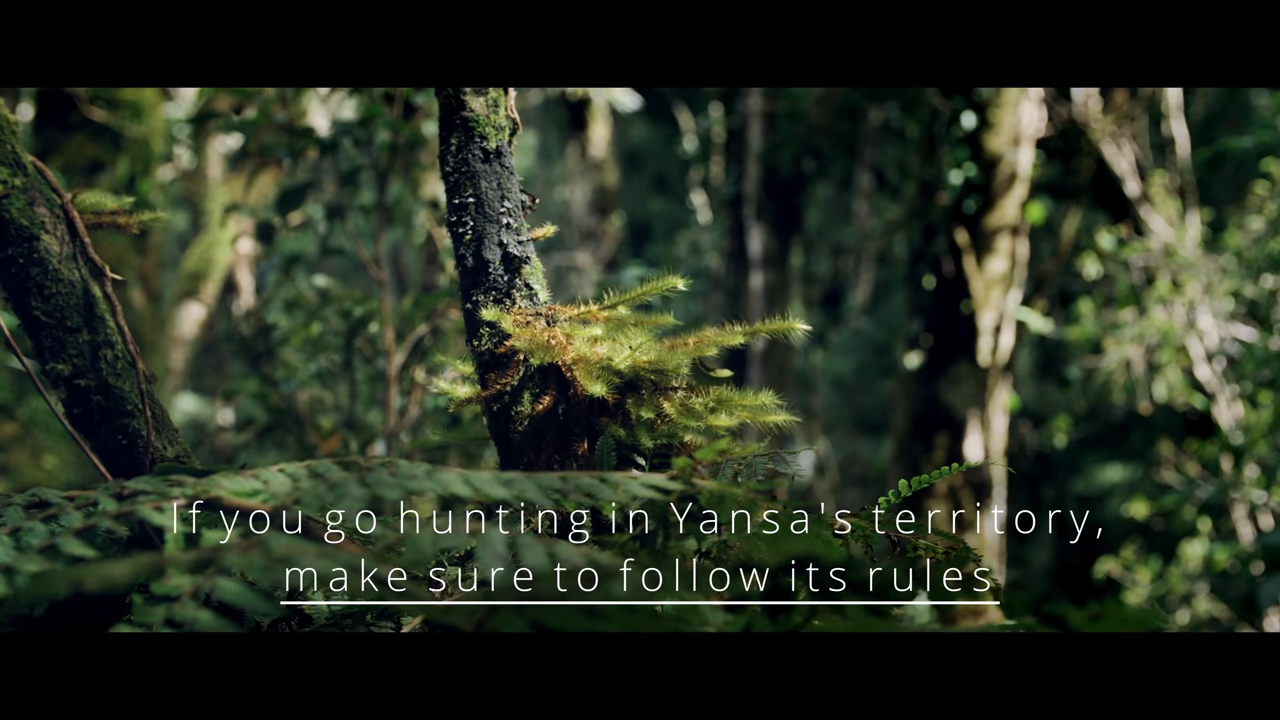 If you go hunting in Yansa's territory,
make sure to follow its rules